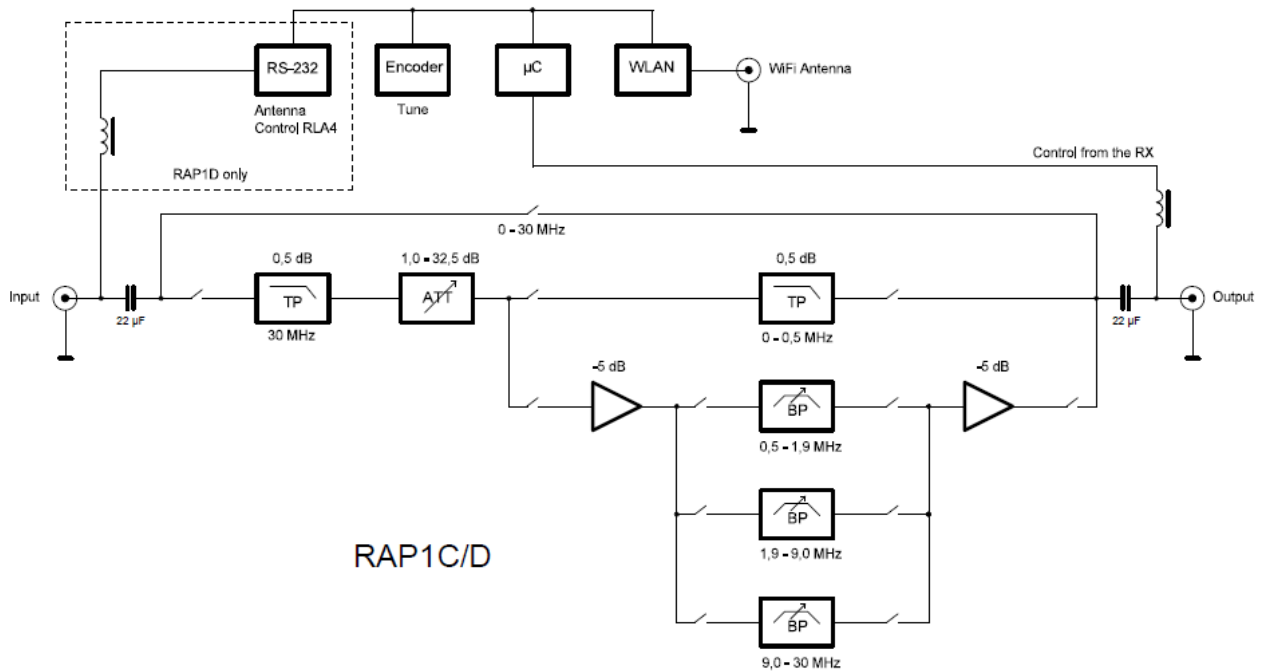 RS-232
Encoder
µC
WLAN
WiFi Antenna
Antenna
Control RLA4
Tune
RAP1D only
Control from the RX
0 – 30 MHz
0,5 dB
1,0 – 32,5 dB
0,5 dB
Input
TP
ATT
TP
Output
22 µF
30 MHz
0 – 0,5 MHz
22 µF
-5 dB
-5 dB
BP
0,5 – 1,9 MHz
BP
1,9 – 9,0 MHz
RAP1C/D
BP
9,0 – 30 MHz